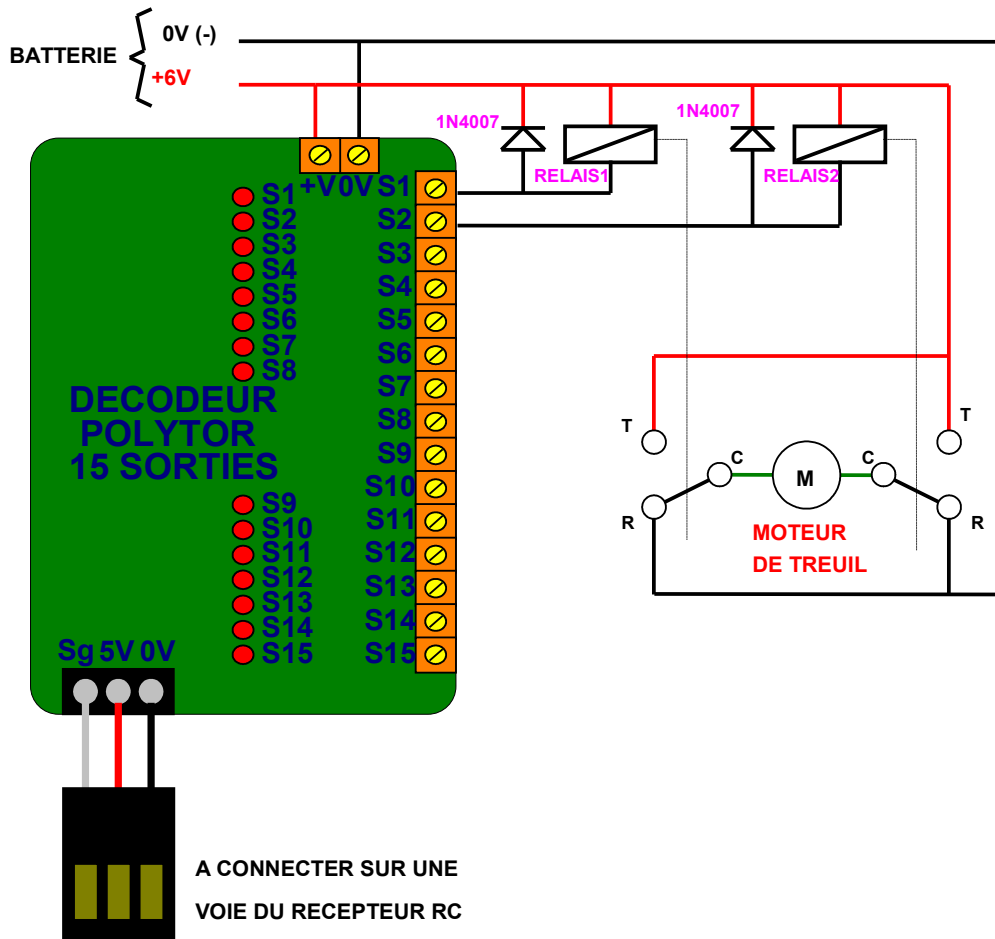 0V (-)
BATTERIE
+6V
1N4007
1N4007
RELAIS1
RELAIS2
+V 0V
S1
S2
S3
S4
S5
S6
S7
S8
S1
S2
S3
S4
S5
S6
S7
S8
S9
S10
S11
S12
S13
S14
S15
DECODEUR
POLYTOR
15 SORTIES
S9
S10
S11
S12
S13
S14
S15
T
T
C
M
C
R
R
MOTEUR
DE TREUIL
Sg 5V 0V
A CONNECTER SUR UNE
VOIE DU RECEPTEUR RC